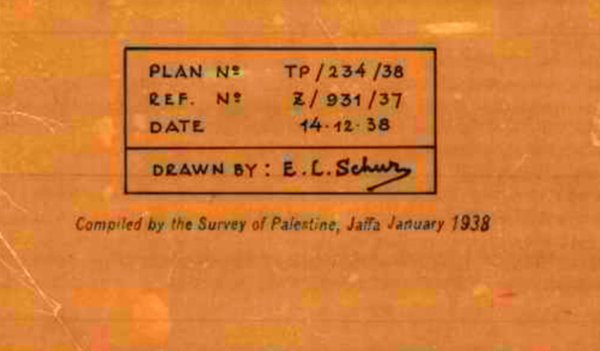 PLAN Nº TP/234/38
REF. Nº Z/931/37
DATE 14·12·38
DRAWN BY: E.L. Schur
Compiled by the Survey of Palestine, Jaffa January 1938